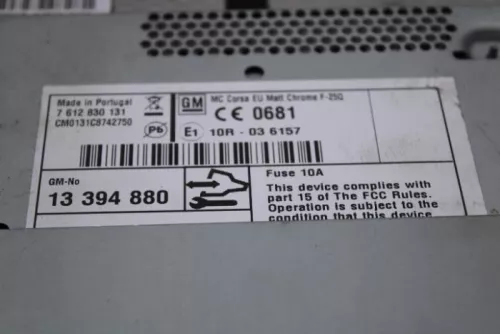 Made in Portugal
7 612 830 131
CM0131C8742750
Pb
GM
MC Corsa EU Matt Chrome F-250
CE 0681
E1 10R - 03 6157
GM-No
13 394 880
Fuse 10A
This device complies with
part 15 of The FCC Rules.
Operation is subject to the
condition that this device